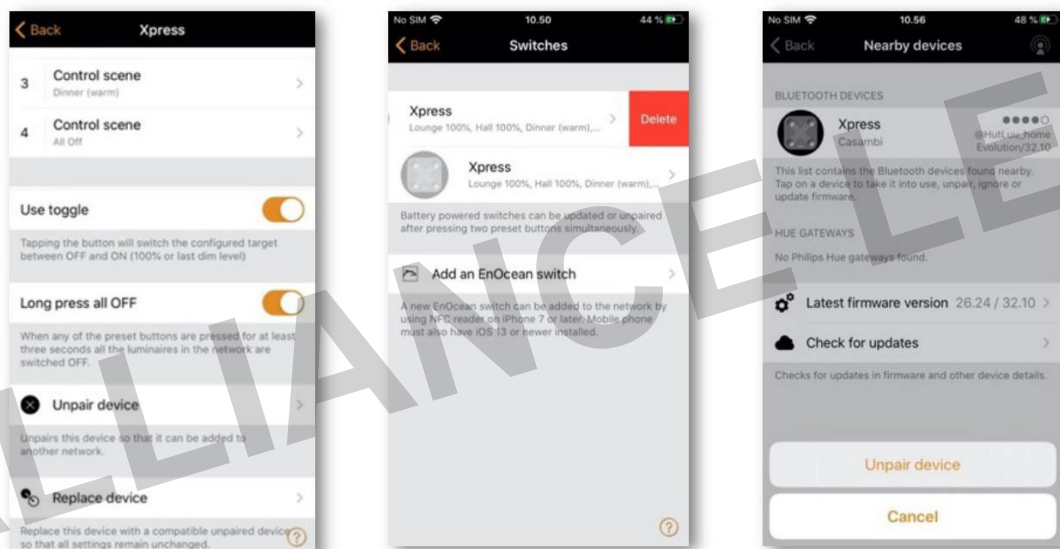 Back
Xpress
3
Control scene
Dinner (warm)
4
Control scene
All Off
Use toggle
Tapping the button will switch the configured target
between OFF and ON (100% or last dim level)
Long press all OFF
When any of the preset buttons are pressed for at least
three seconds all the luminaires in the network are
switched OFF.
Unpair device
Unpairs this device so that it can be added to
another network.
Replace device
Replace this device with a compatible unpaired device
so that all settings remain unchanged.
?
No SIM
10.50
44 %
Back
Switches
Xpress
Lounge 100%, Hall 100%, Dinner (warm),...
Delete
Xpress
Lounge 100%, Hall 100%, Dinner (warm),...
Battery powered switches can be updated or unpaired
after pressing two preset buttons simultaneously.
Add an EnOcean switch
A new EnOcean switch can be added to the network by
using NFC reader on iPhone 7 or later. Mobile phone
must also have iOS 13 or newer installed.
?
No SIM
10.56
48 %
Back
Nearby devices
BLUETOOTH DEVICES
Xpress
Casambi
@HutLuu_home
Evolution/32.10
This list contains the Bluetooth devices found nearby.
Tap on a device to take it into use, unpair, ignore or
update firmware.
HUE GATEWAYS
No Philips Hue gateways found.
Latest firmware version 26.24 / 32.10
Check for updates
Checks for updates in firmware and other device details.
Unpair device
Cancel
ALLIANCE LE